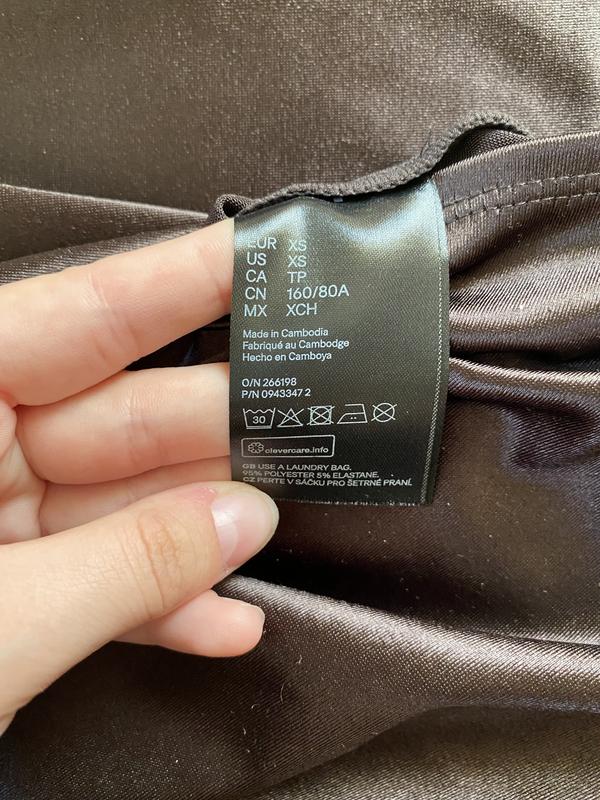 EUR XS
US XS
CA TP
CN 160/80A
MX XCH
Made in Cambodia
Fabriqué au Cambodge
Hecho en Camboya
O/N 266198
P/N 0943347 2
30
clevercare.info
GB USE A LAUNDRY BAG.
95% POLYESTER 5% ELASTANE.
CZ PERTE V SÁČKU PRO ŠETRNÉ PRANÍ.